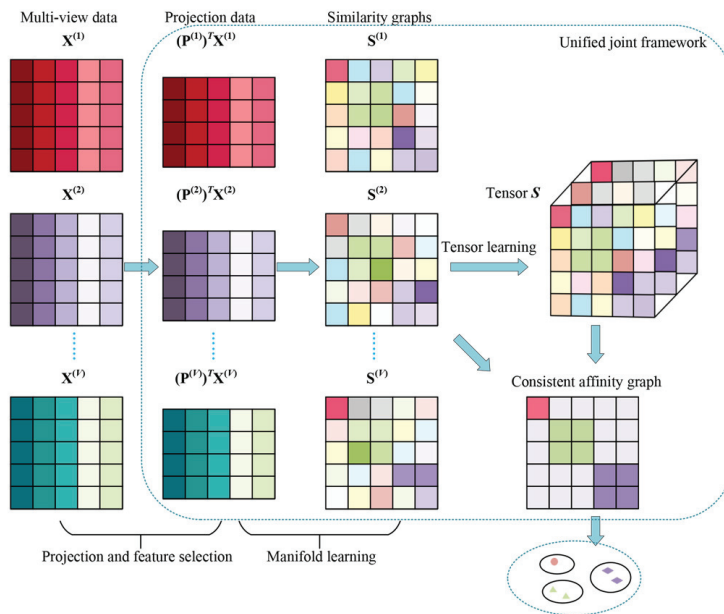 Multi-view data
Projection data
Similarity graphs
X⁽¹⁾
(P⁽¹⁾)ᵀX⁽¹⁾
S⁽¹⁾
Unified joint framework
X⁽²⁾
(P⁽²⁾)ᵀX⁽²⁾
S⁽²⁾
Tensor S
Tensor learning
X⁽ⱽ⁾
(P⁽ⱽ⁾)ᵀX⁽ⱽ⁾
S⁽ⱽ⁾
Consistent affinity graph
Projection and feature selection
Manifold learning